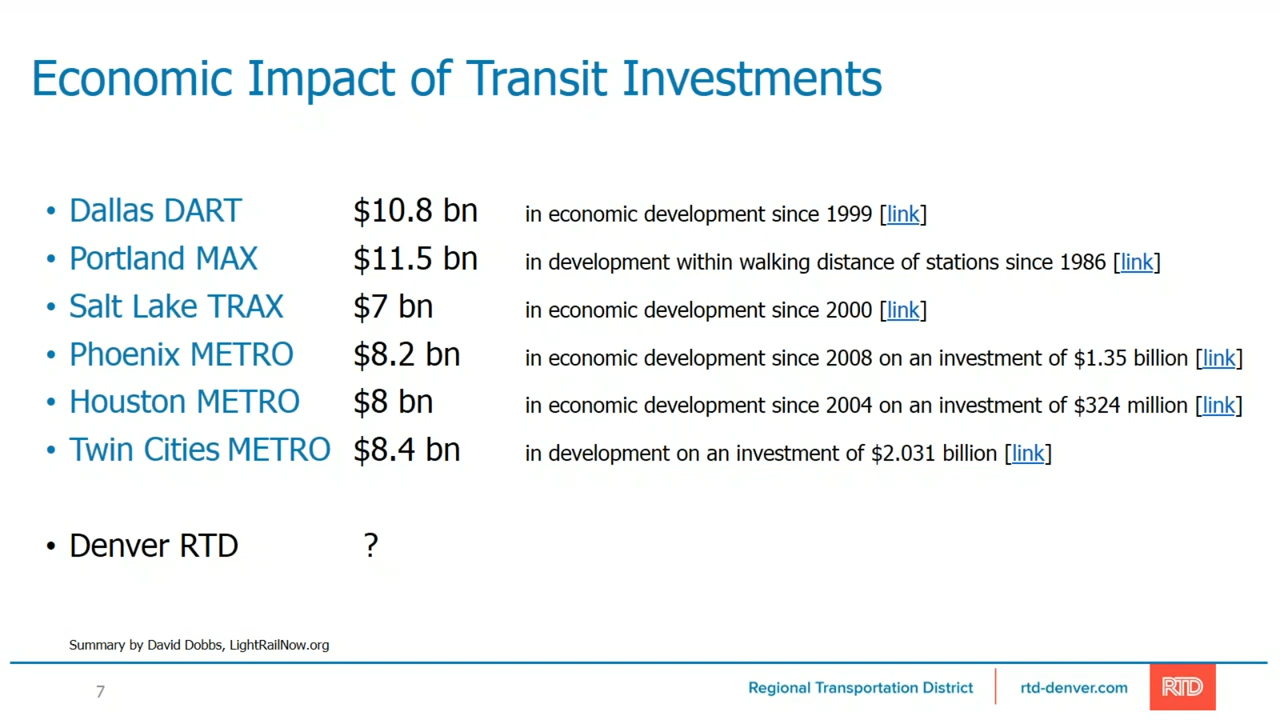 Economic Impact of Transit Investments
• Dallas DART $10.8 bn in economic development since 1999 [link]
• Portland MAX $11.5 bn in development within walking distance of stations since 1986 [link]
• Salt Lake TRAX $7 bn in economic development since 2000 [link]
• Phoenix METRO $8.2 bn in economic development since 2008 on an investment of $1.35 billion [link]
• Houston METRO $8 bn in economic development since 2004 on an investment of $324 million [link]
• Twin Cities METRO $8.4 bn in development on an investment of $2.031 billion [link]
• Denver RTD ?
Summary by David Dobbs, LightRailNow.org
7 Regional Transportation District rtd-denver.com RTD